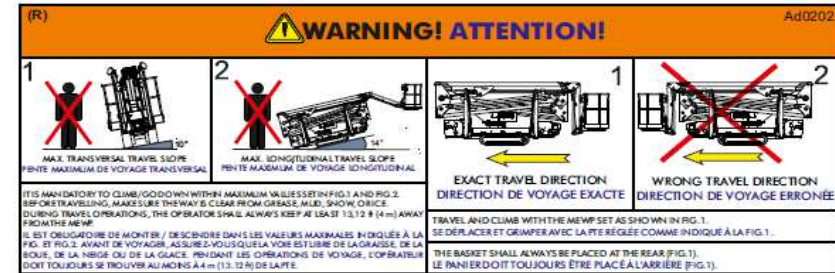 (R)
WARNING! ATTENTION!
Ad0202
1
10°
MAX. TRANSVERSAL TRAVEL SLOPE
PENTE MAXIMUM DE VOYAGE TRANSVERSAL
2
14°
MAX. LONGITUDINAL TRAVEL SLOPE
PENTE MAXIMUM DE VOYAGE LONGITUDINAL
IT IS MANDATORY TO CLIMB/GO DOWN WITHIN MAXIMUM VALUES SET IN FIG.1 AND FIG.2.
BEFORE TRAVELLING, MAKE SURE THE WAY IS CLEAR FROM GREASE, MUD, SNOW, OR ICE.
DURING TRAVEL OPERATIONS, THE OPERATOR SHALL ALWAYS KEEP AT LEAST 13,12 ft (4 m) AWAY
FROM THE MEWP.
IL EST OBLIGATOIRE DE MONTER / DESCENDRE DANS LES VALEURS MAXIMALES INDIQUÉE À LA
FIG. ET FIG.2. AVANT DE VOYAGER, ASSUREZ-VOUS QUE LA VOIE EST LIBRE DE LA GRAISSE, DE LA
BOUE, DE LA NEIGE OU DE LA GLACE. PENDANT LES OPÉRATIONS DE VOYAGE, L'OPÉRATEUR
DOIT TOUJOURS SE TROUVER AU MOINS À 4 m (13.12 ft) DE LA PTE.
1
EXACT TRAVEL DIRECTION
DIRECTION DE VOYAGE EXACTE
2
WRONG TRAVEL DIRECTION
DIRECTION DE VOYAGE ERRONÉE
TRAVEL AND CLIMB WITH THE MEWP SET AS SHOWN IN FIG.1.
SE DÉPLACER ET GRIMPER AVEC LA PTE RÉGLÉE COMME INDIQUÉ À LA FIG.1.
THE BASKET SHALL ALWAYS BE PLACED AT THE REAR (FIG.1).
LE PANIER DOIT TOUJOURS ÊTRE PLACÉ À L'ARRIÈRE (FIG.1).